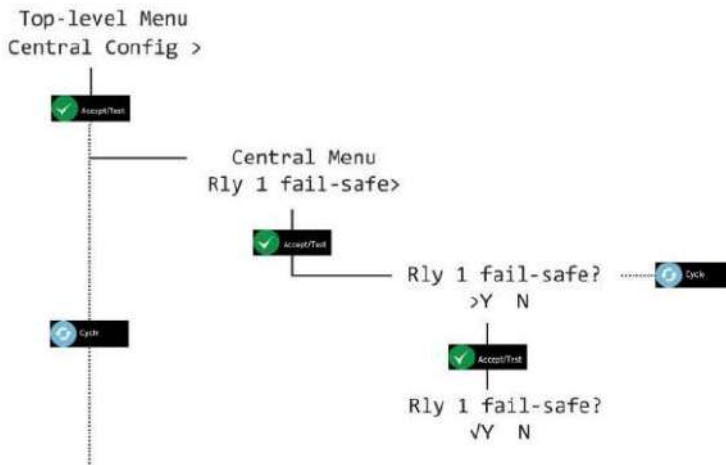 Top-level Menu
Central Config >
Accept/Test
Central Menu
Rly 1 fail-safe>
Accept/Test
Rly 1 fail-safe?
Cycle
>Y N
Cycle
Accept/Test
Rly 1 fail-safe?
√Y N